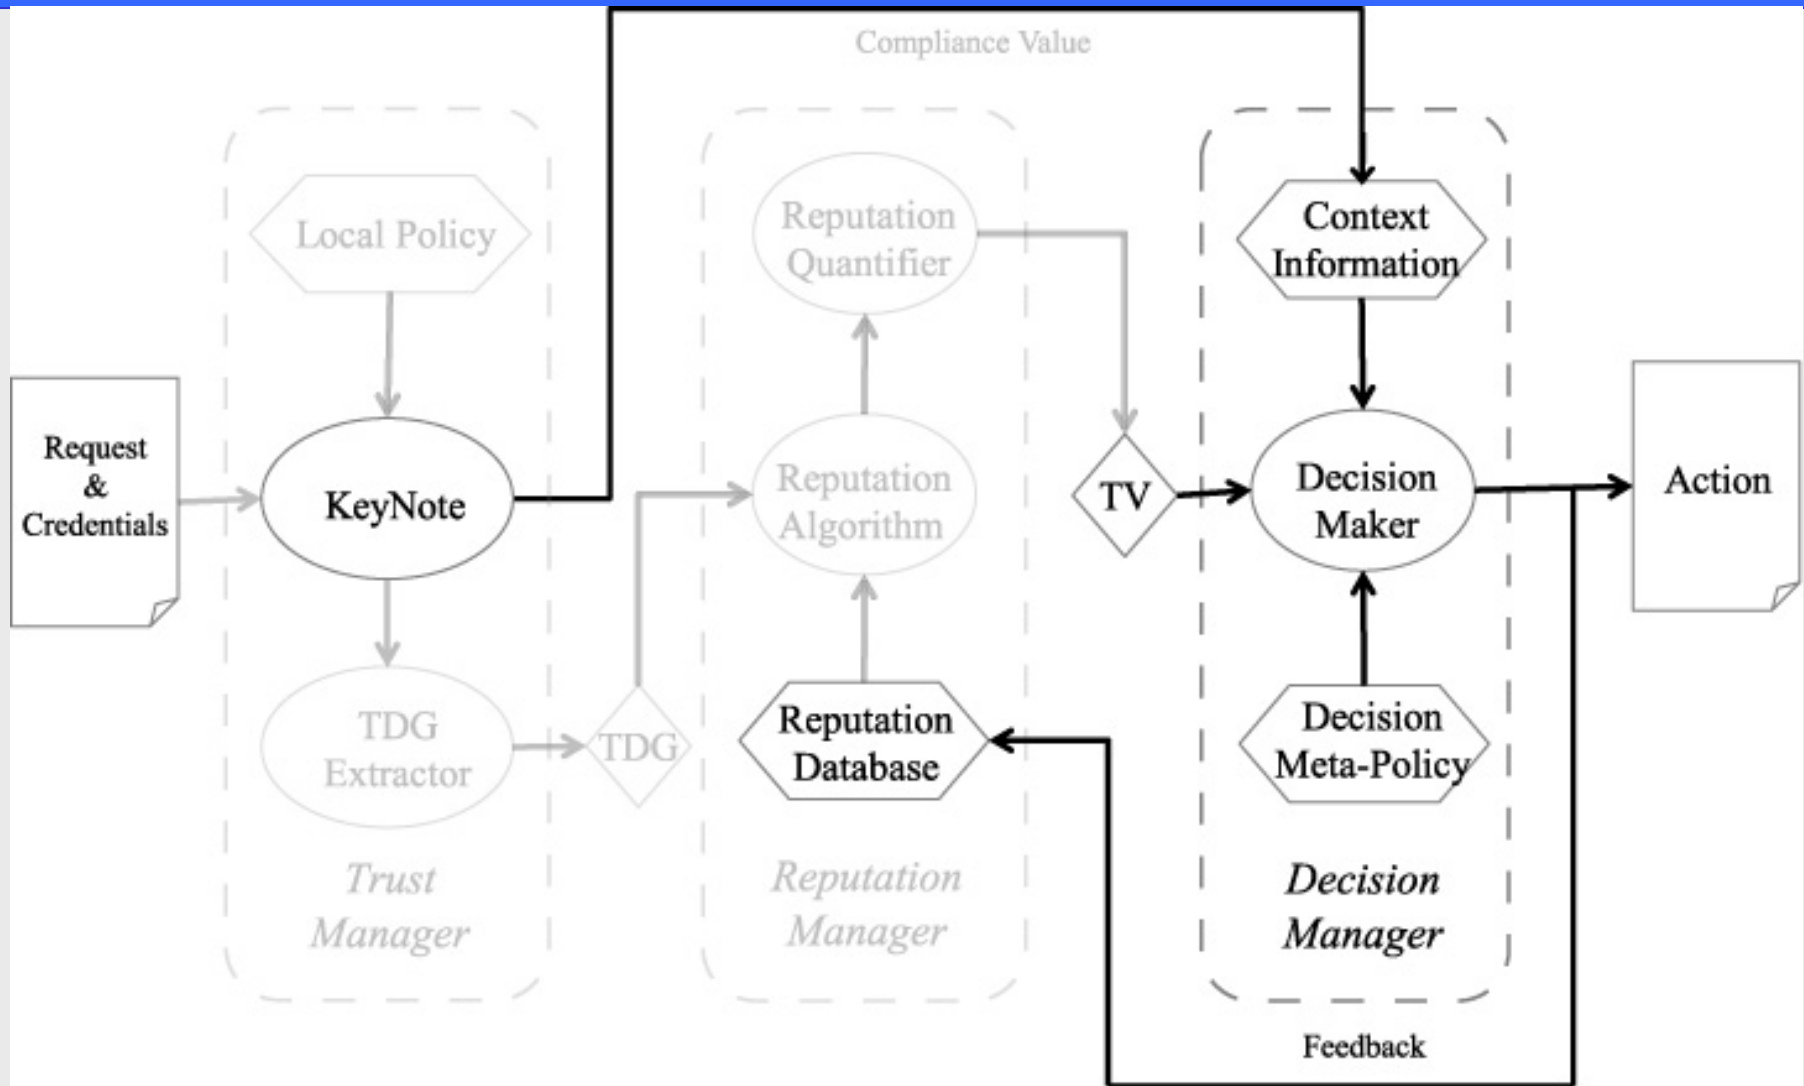 Compliance Value
Local Policy
Request
&
Credentials
KeyNote
TDG
Extractor
TDG
Trust
Manager
Reputation
Quantifier
Reputation
Algorithm
Reputation
Database
Reputation
Manager
TV
Context
Information
Decision
Maker
Decision
Meta-Policy
Decision
Manager
Action
Feedback